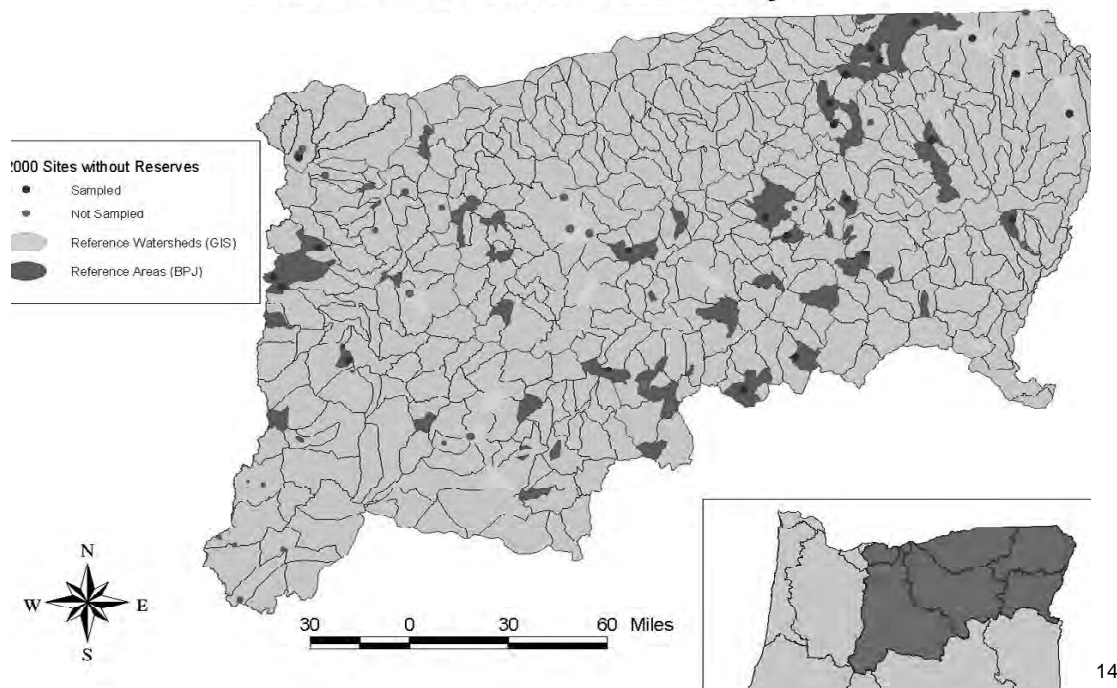 2000 Sites without Reserves
Sampled
Not Sampled
Reference Watersheds (GIS)
Reference Areas (BPJ)
N
W E
S
30 0 30 60 Miles
14